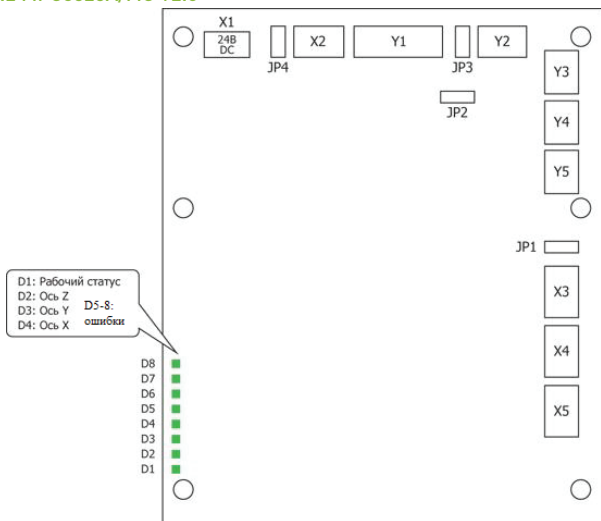 X1
24В
DC
X2
Y1
Y2
JP4
JP3
Y3
JP2
Y4
Y5
JP1
X3
D1: Рабочий статус
D2: Ось Z
D3: Ось Y
D4: Ось X
D5-8:
ошибки
X4
D8
D7
D6
D5
X5
D4
D3
D2
D1